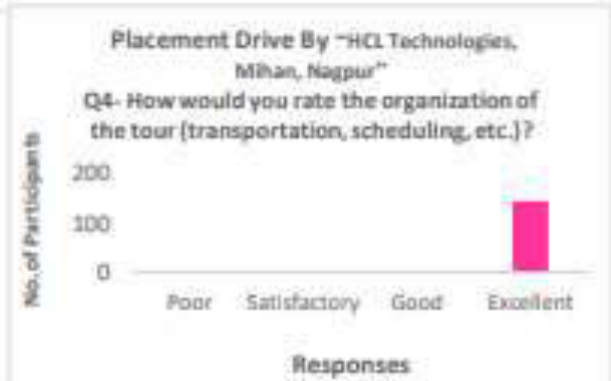 Placement Drive By "HCL Technologies,
Mihan, Nagpur"
Q4- How would you rate the organization of
the tour (transportation, scheduling, etc.)?
No. of Participants
200
100
0
Poor Satisfactory Good Excellent
Responses